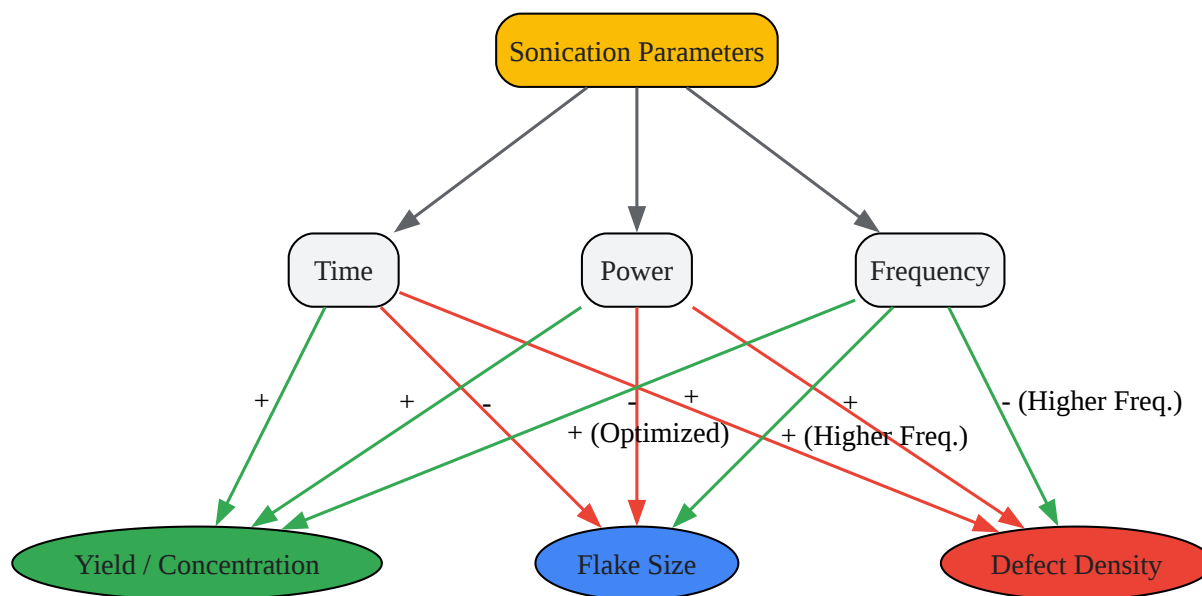 Sonication Parameters
Time
Power
Frequency
+
+
-
-
+
+
- (Higher Freq.)
+ (Optimized)
+ (Higher Freq.)
Yield / Concentration
Flake Size
Defect Density